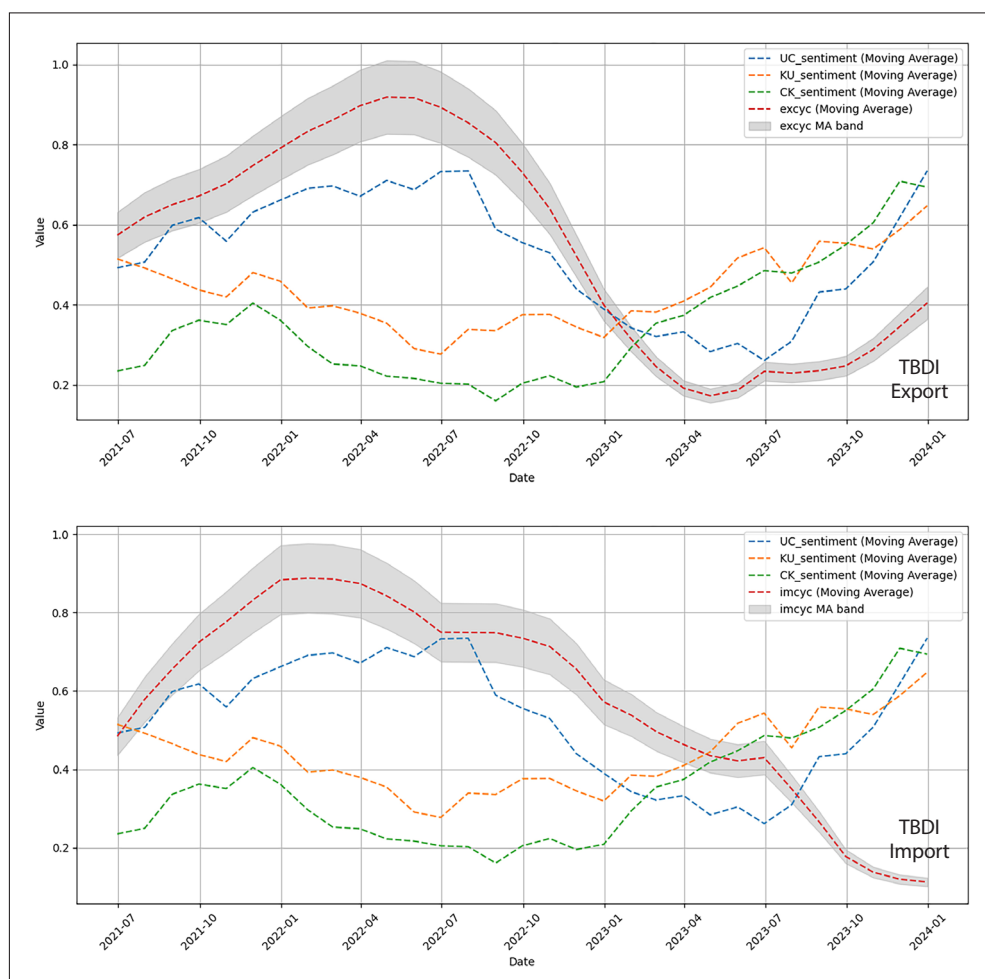 1.0
0.8
0.6
0.4
0.2
Value
UC_sentiment (Moving Average)
KU_sentiment (Moving Average)
CK_sentiment (Moving Average)
excyc (Moving Average)
excyc MA band
TBDI
Export
2021-07
2021-10
2022-01
2022-04
2022-07
2022-10
2023-01
2023-04
2023-07
2023-10
2024-01
Date
1.0
0.8
0.6
0.4
0.2
Value
UC_sentiment (Moving Average)
KU_sentiment (Moving Average)
CK_sentiment (Moving Average)
imcyc (Moving Average)
imcyc MA band
TBDI
Import
2021-07
2021-10
2022-01
2022-04
2022-07
2022-10
2023-01
2023-04
2023-07
2023-10
2024-01
Date